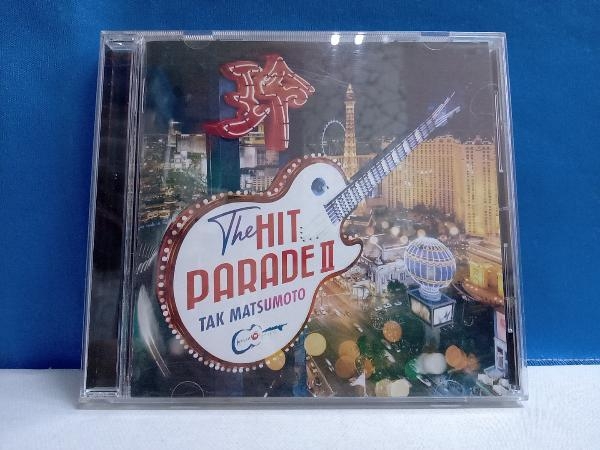 The HIT
PARADE II
TAK MATSUMOTO